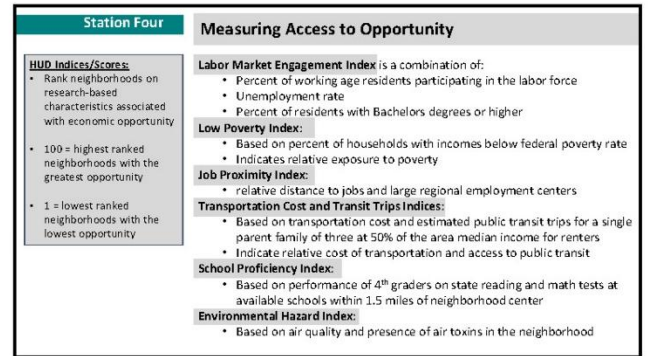 Station Four
Measuring Access to Opportunity
HUD Indices/Scores:
• Rank neighborhoods on
research-based
characteristics associated
with economic opportunity
• 100 = highest ranked
neighborhoods with the
greatest opportunity
• 1 = lowest ranked
neighborhoods with the
lowest opportunity
Labor Market Engagement Index is a combination of:
• Percent of working age residents participating in the labor force
• Unemployment rate
• Percent of residents with Bachelors degrees or higher
Low Poverty Index:
• Based on percent of households with incomes below federal poverty rate
• Indicates relative exposure to poverty
Job Proximity Index:
• relative distance to jobs and large regional employment centers
Transportation Cost and Transit Trips Indices:
• Based on transportation cost and estimated public transit trips for a single
parent family of three at 50% of the area median income for renters
• Indicate relative cost of transportation and access to public transit
School Proficiency Index:
• Based on performance of 4th graders on state reading and math tests at
available schools within 1.5 miles of neighborhood center
Environmental Hazard Index:
• Based on air quality and presence of air toxins in the neighborhood